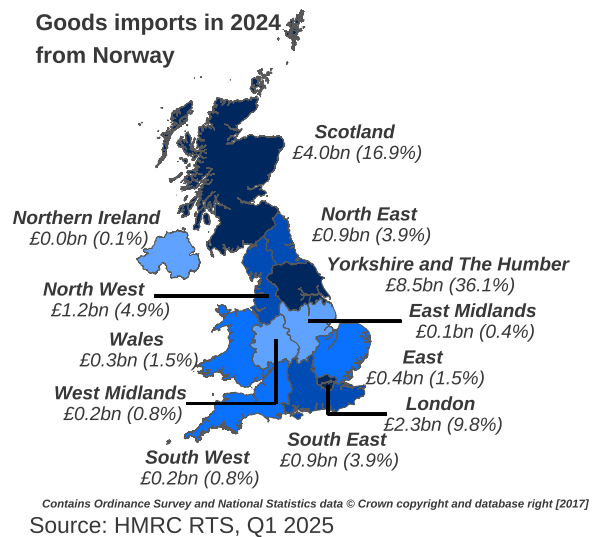 Goods imports in 2024
from Norway
Scotland
£4.0bn (16.9%)
Northern Ireland
£0.0bn (0.1%)
North East
£0.9bn (3.9%)
Yorkshire and The Humber
£8.5bn (36.1%)
North West
£1.2bn (4.9%)
East Midlands
£0.1bn (0.4%)
Wales
£0.3bn (1.5%)
East
£0.4bn (1.5%)
West Midlands
£0.2bn (0.8%)
London
£2.3bn (9.8%)
South East
£0.9bn (3.9%)
South West
£0.2bn (0.8%)
Contains Ordinance Survey and National Statistics data © Crown copyright and database right [2017]
Source: HMRC RTS, Q1 2025